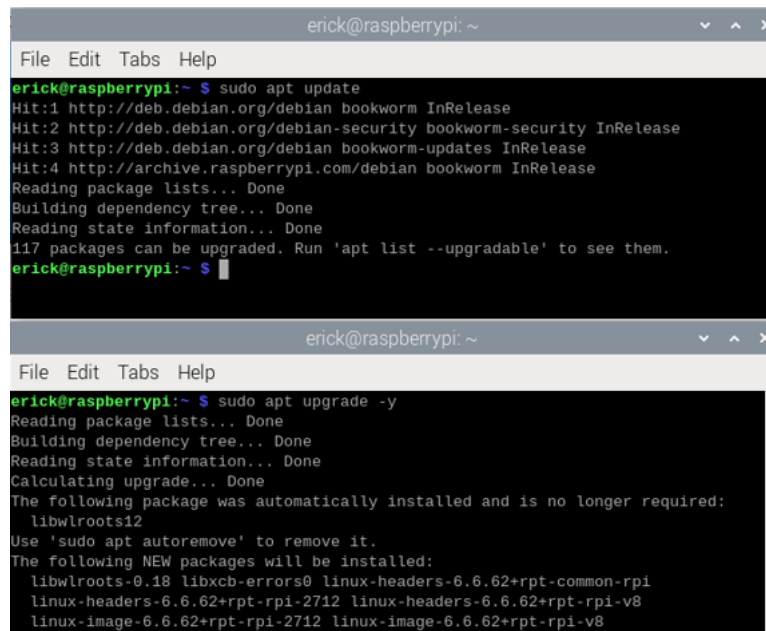 erick@raspberrypi: ~
File Edit Tabs Help
erick@raspberrypi:~ $ sudo apt update
Hit:1 http://deb.debian.org/debian bookworm InRelease
Hit:2 http://deb.debian.org/debian-security bookworm-security InRelease
Hit:3 http://deb.debian.org/debian bookworm-updates InRelease
Hit:4 http://archive.raspberrypi.com/debian bookworm InRelease
Reading package lists... Done
Building dependency tree... Done
Reading state information... Done
117 packages can be upgraded. Run 'apt list --upgradable' to see them.
erick@raspberrypi:~ $
erick@raspberrypi: ~
File Edit Tabs Help
erick@raspberrypi:~ $ sudo apt upgrade -y
Reading package lists... Done
Building dependency tree... Done
Reading state information... Done
Calculating upgrade... Done
The following package was automatically installed and is no longer required:
  libwlroots12
Use 'sudo apt autoremove' to remove it.
The following NEW packages will be installed:
  libwlroots-0.18 libxcb-errors0 linux-headers-6.6.62+rpt-common-rpi
  linux-headers-6.6.62+rpt-rpi-2712 linux-headers-6.6.62+rpt-rpi-v8
  linux-image-6.6.62+rpt-rpi-2712 linux-image-6.6.62+rpt-rpi-v8